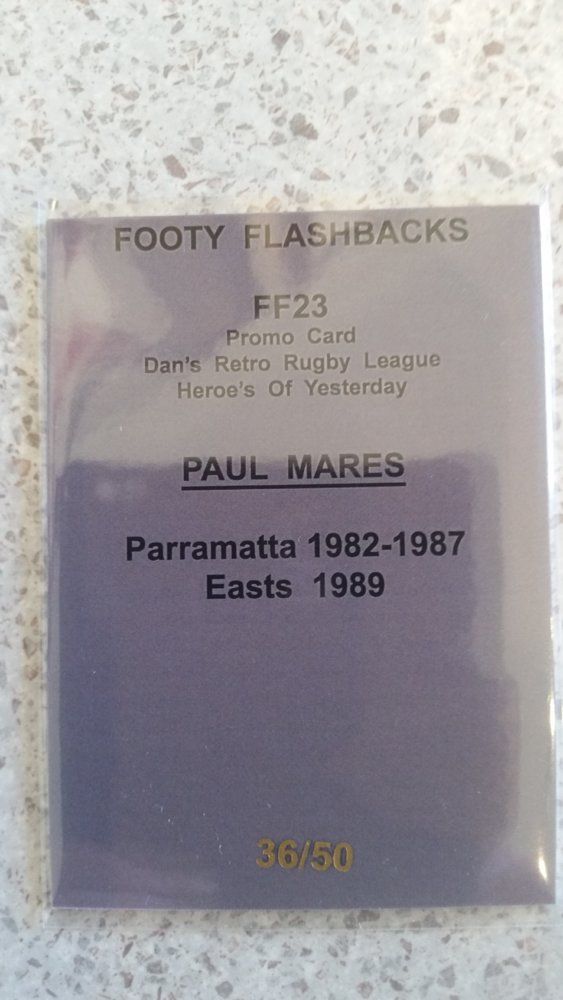 FOOTY FLASHBACKS
FF23
Promo Card
Dan's Retro Rugby League
Heroe's Of Yesterday
PAUL MARES
Parramatta 1982-1987
Easts 1989
36/50